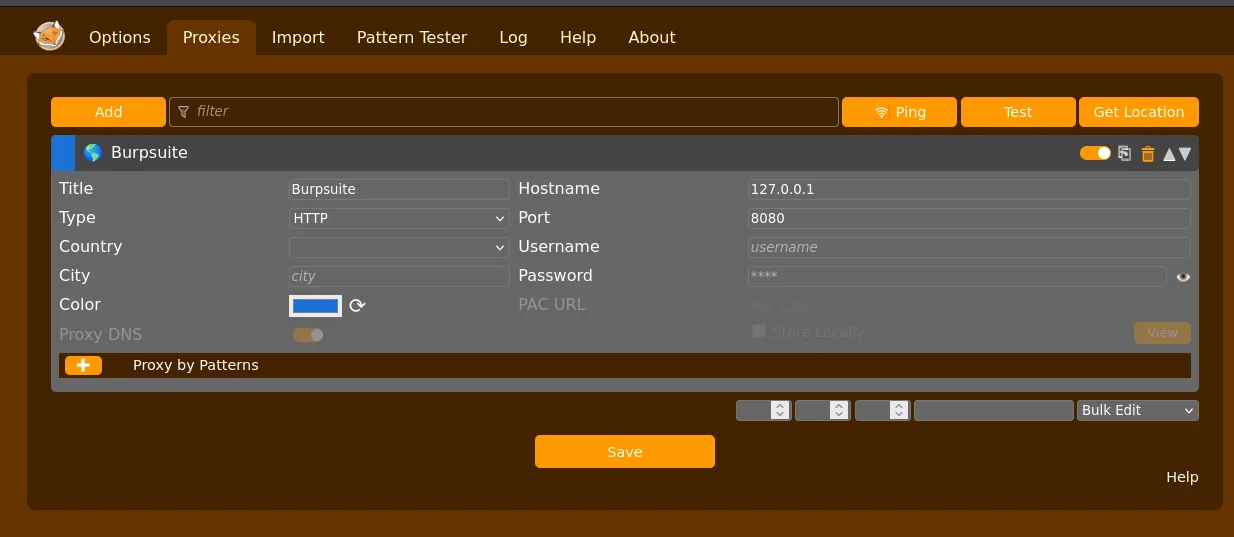 Options Proxies Import Pattern Tester Log Help About
Add filter Ping Test Get Location
Burpsuite
Title Burpsuite Hostname 127.0.0.1
Type HTTP Port 8080
Country Username username
City city Password ****
Color PAC URL PAC URL
Proxy DNS Store Locally View
Proxy by Patterns
Bulk Edit
Save
Help